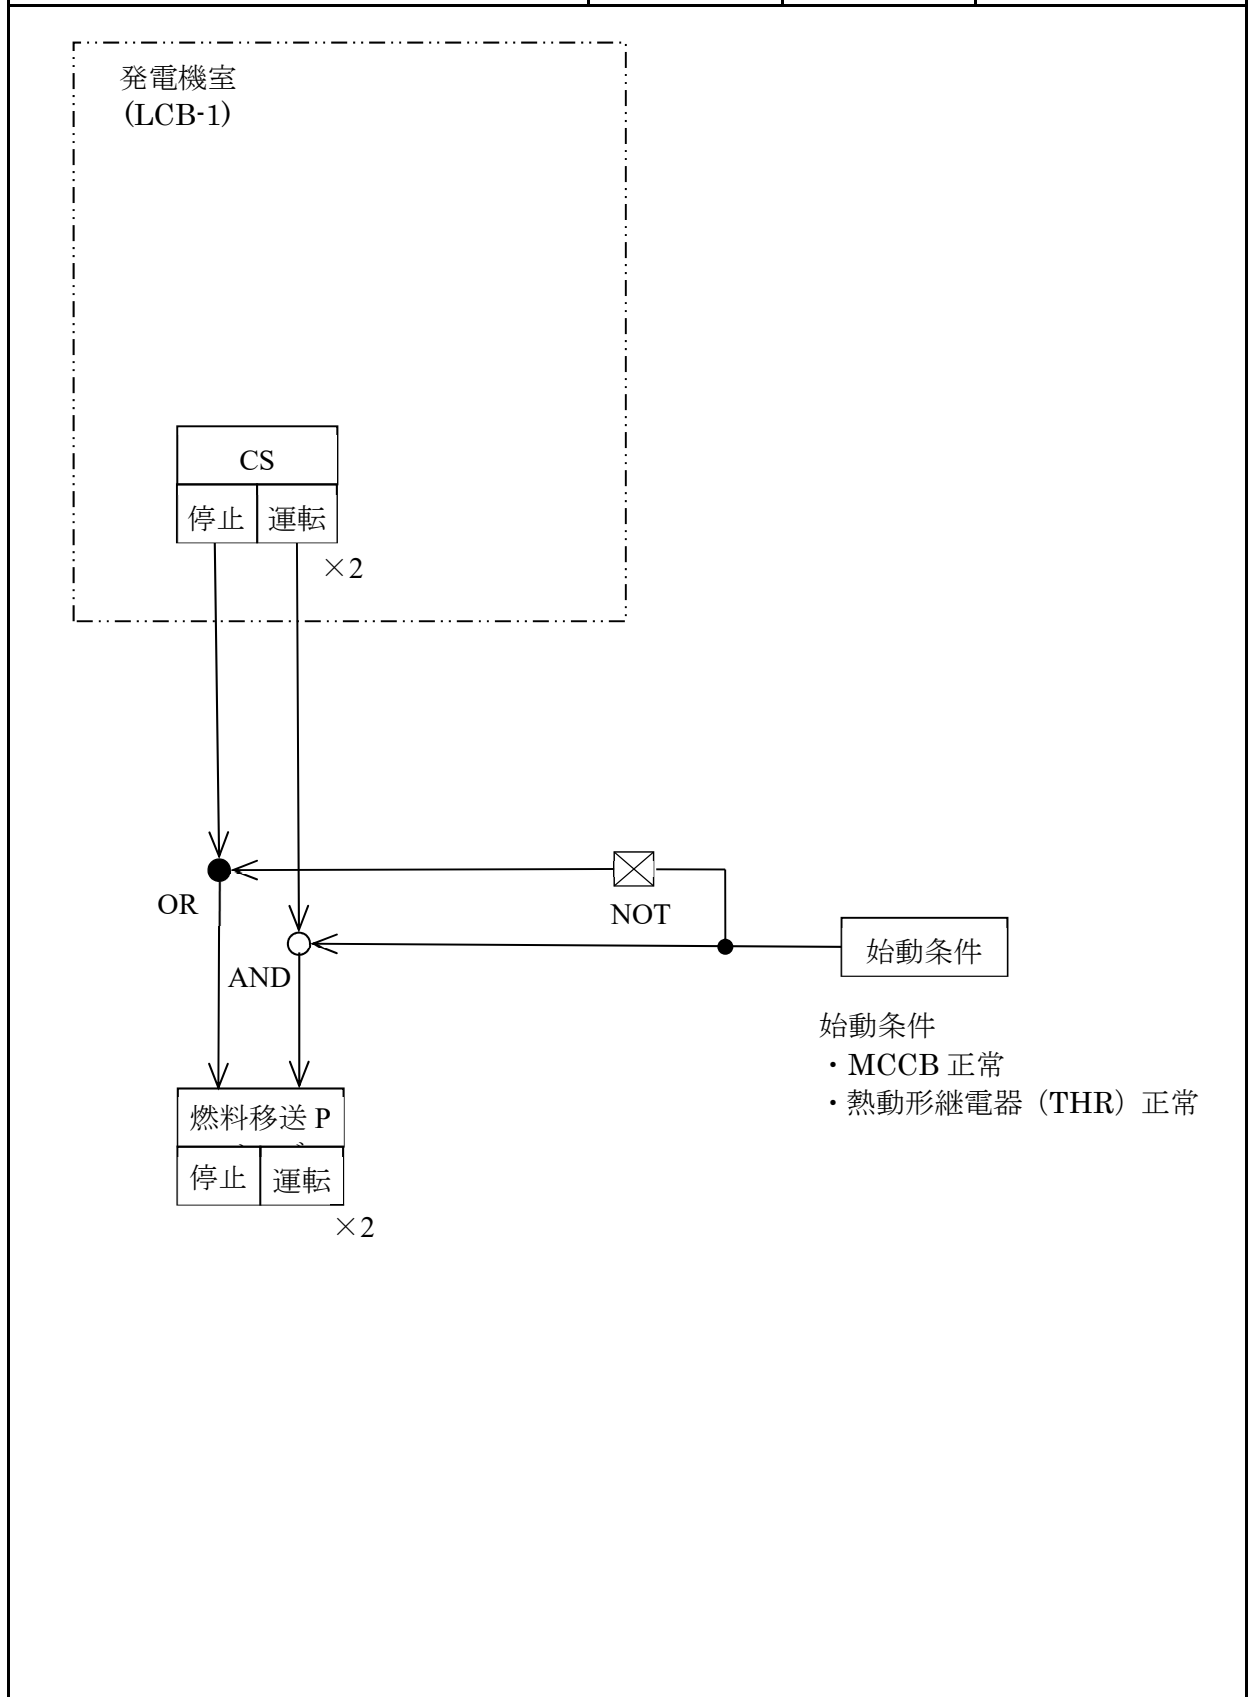 発電機室
(LCB-1)
CS
停止 運転
×2
OR
NOT
AND
始動条件
始動条件
・MCCB 正常
・熱動形継電器（THR）正常
燃料移送 P
停止 運転
×2